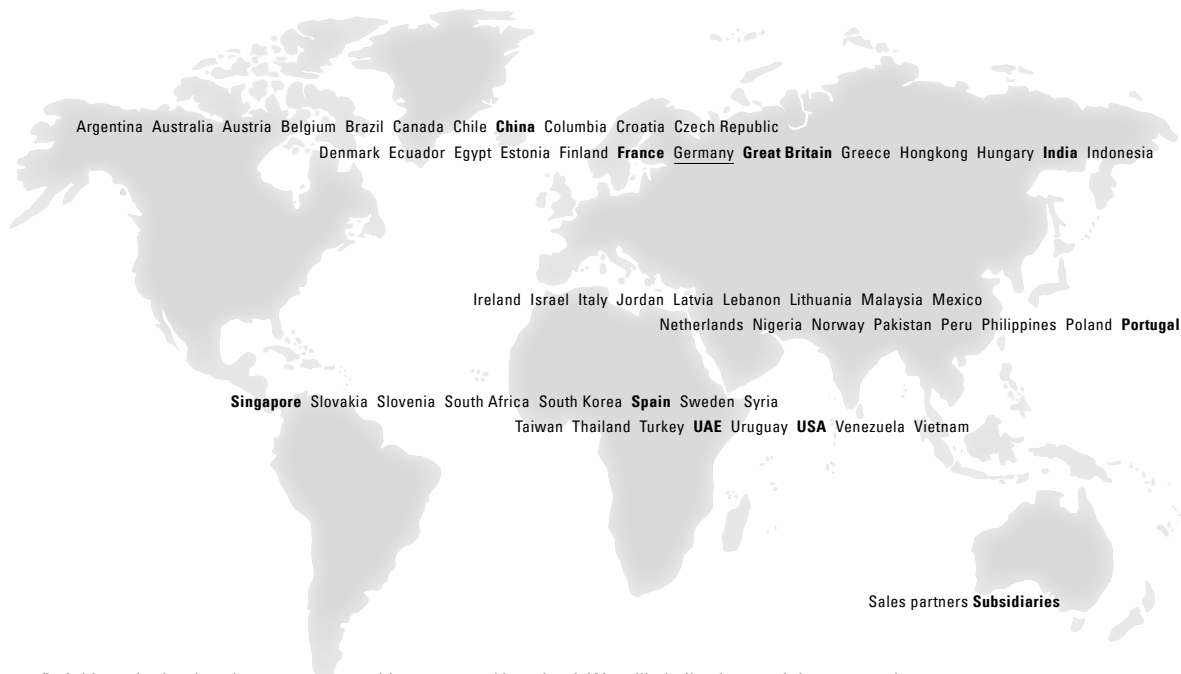 Argentina Australia Austria Belgium Brazil Canada Chile China Columbia Croatia Czech Republic
Denmark Ecuador Egypt Estonia Finland France Germany Great Britain Greece Hongkong Hungary India Indonesia
Ireland Israel Italy Jordan Latvia Lebanon Lithuania Malaysia Mexico
Netherlands Nigeria Norway Pakistan Peru Philippines Poland Portugal
Singapore Slovakia Slovenia South Africa South Korea Spain Sweden Syria
Taiwan Thailand Turkey UAE Uruguay USA Venezuela Vietnam
Sales partners Subsidiaries